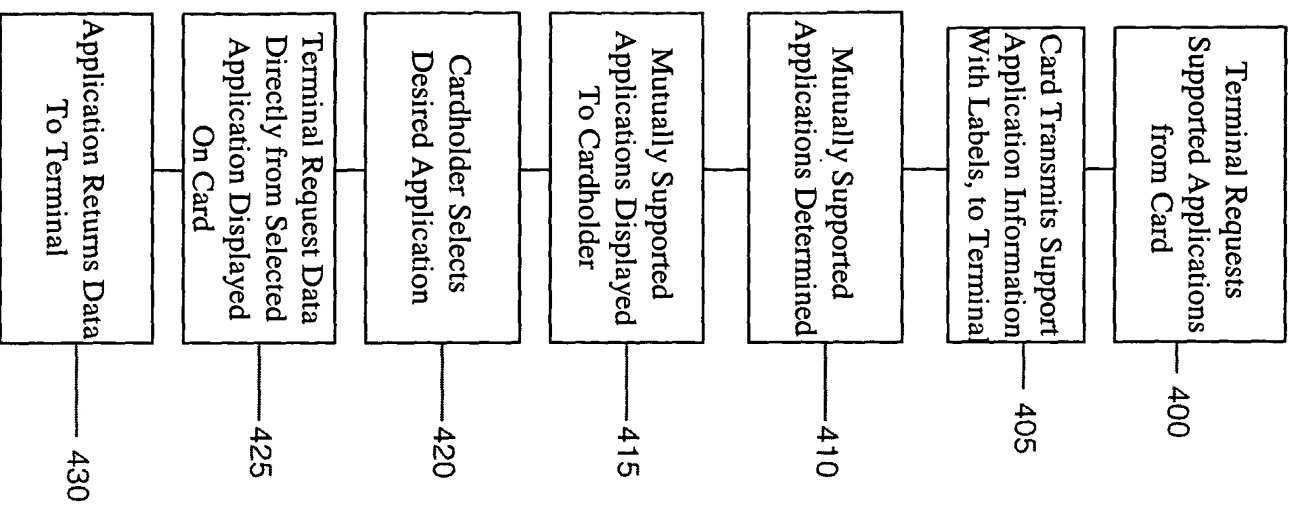 Terminal Requests
Supported Applications
from Card
400
Card Transmits Support
Application Information
With Labels, to Terminal
405
Mutually Supported
Applications Determined
410
Mutually Supported
Applications Displayed
To Cardholder
415
Cardholder Selects
Desired Application
420
Terminal Request Data
Directly from Selected
Application Displayed
On Card
425
Application Returns Data
To Terminal
430